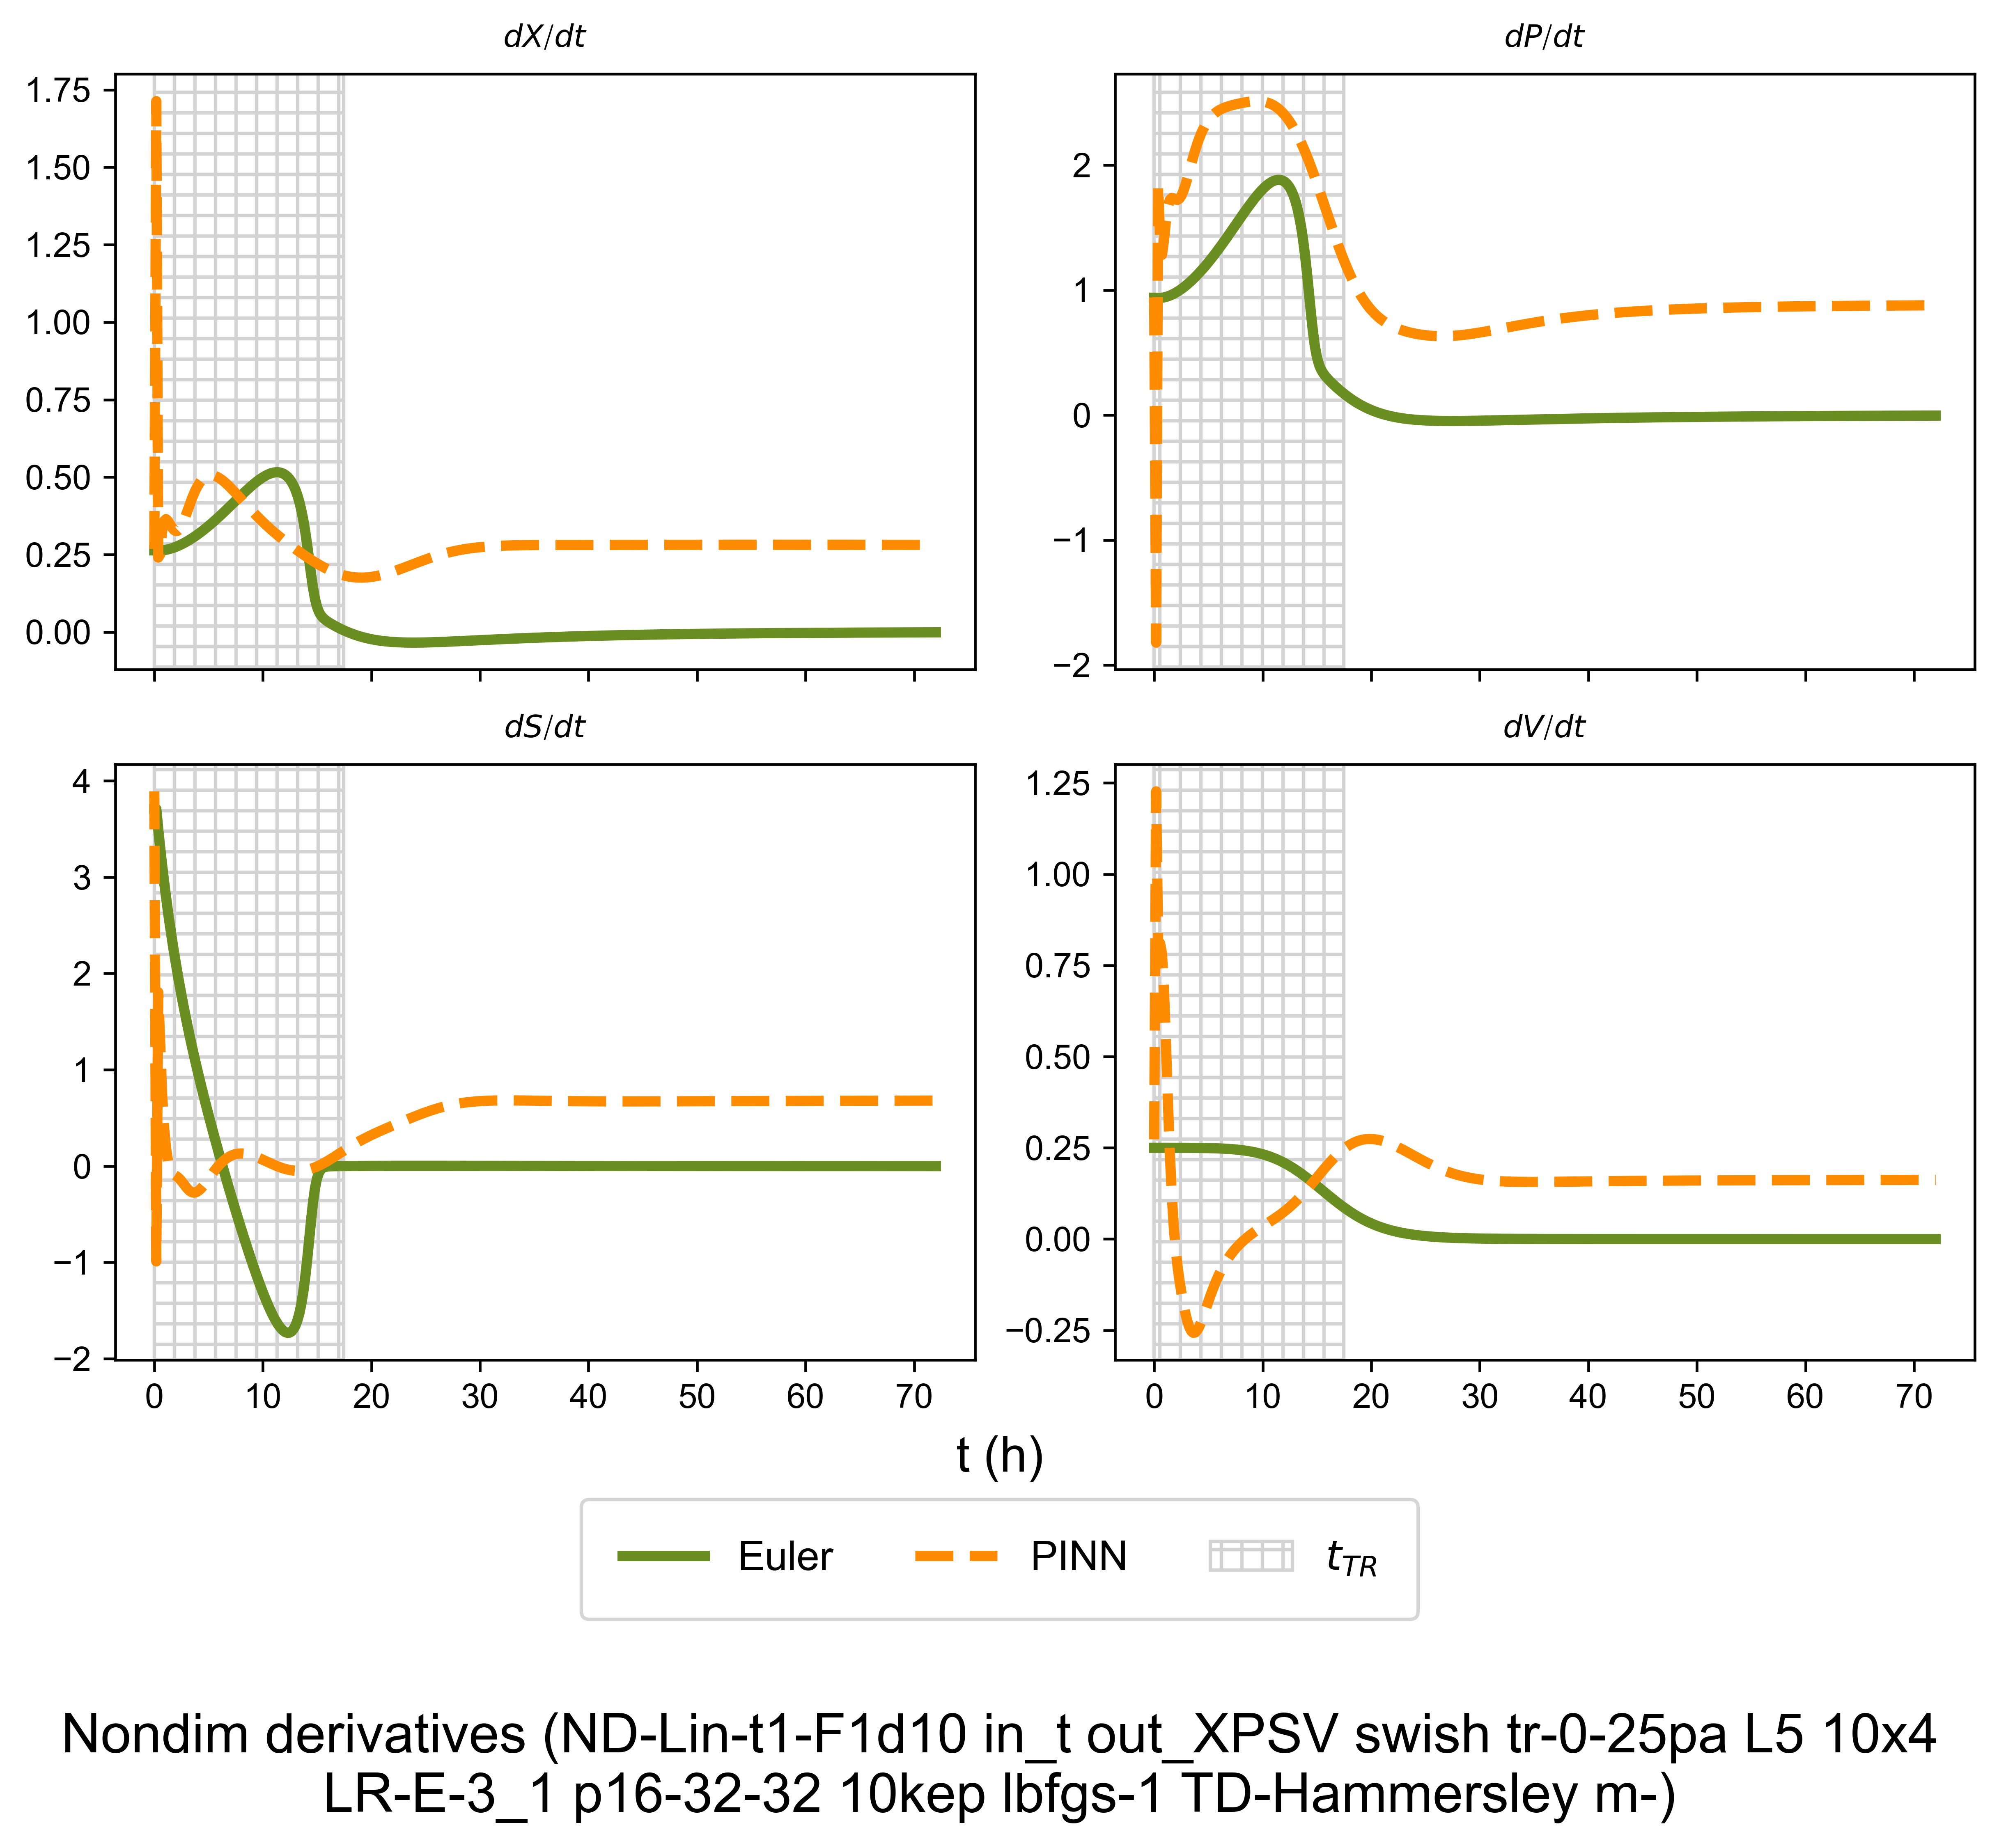 dX/dt
dP/dt
1.75
1.50
1.25
1.00
0.75
0.50
0.25
0.00
2
1
0
−1
−2
dS/dt
dV/dt
4
3
2
1
0
−1
−2
0 10 20 30 40 50 60 70
1.25
1.00
0.75
0.50
0.25
0.00
−0.25
0 10 20 30 40 50 60 70
t (h)
Euler PINN t_TR
Nondim derivatives (ND-Lin-t1-F1d10 in_t out_XPSV swish tr-0-25pa L5 10x4
LR-E-3_1 p16-32-32 10kep lbfgs-1 TD-Hammersley m-)